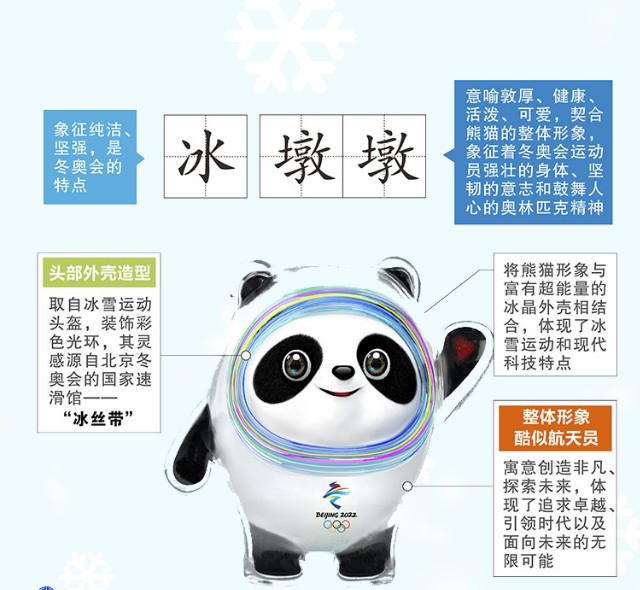 象征纯洁、
坚强，是
冬奥会的
特点
冰 墩 墩
意喻敦厚、健康、
活泼、可爱，契合
熊猫的整体形象，
象征着冬奥会运动
员强壮的身体、坚
韧的意志和鼓舞人
心的奥林匹克精神
头部外壳造型
取自冰雪运动
头盔，装饰彩
色光环，其灵
感源自北京冬
奥会的国家速
滑馆——
“冰丝带”
将熊猫形象与
富有超能量的
冰晶外壳相结
合，体现了冰
雪运动和现代
科技特点
整体形象
酷似航天员
寓意创造非凡、
探索未来，体
现了追求卓越、
引领时代以及
面向未来的无
限可能
BEIJING 2022